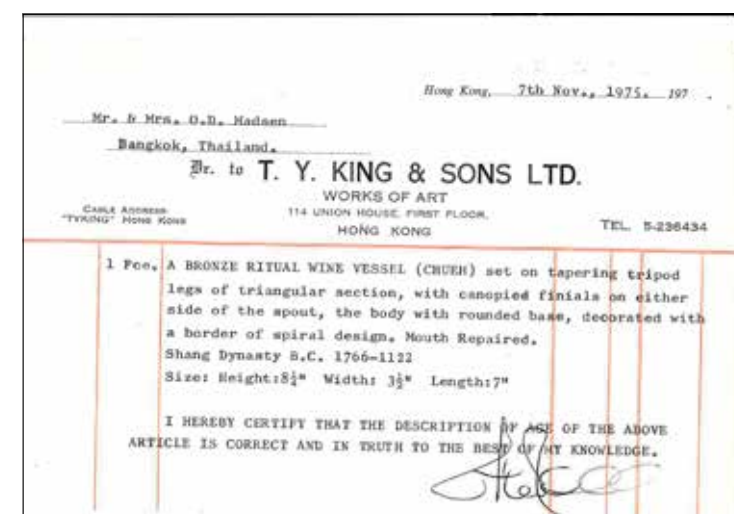 Hong Kong, 7th Nov., 1975. 197 .
Mr. & Mrs. O.D. Madsen
Bangkok, Thailand.
Dr. to T. Y. KING & SONS LTD.
WORKS OF ART
CABLE ADDRESS 114 UNION HOUSE, FIRST FLOOR,
"TYKING" HONG KONG HONG KONG TEL. 5-236434
1 Pce. A BRONZE RITUAL WINE VESSEL (CHUEH) set on tapering tripod
legs of triangular section, with canopied finials on either
side of the spout, the body with rounded base, decorated with
a border of spiral design. Mouth Repaired.
Shang Dynasty B.C. 1766-1122
Size: Height:8¼" Width: 3½" Length:7"
I HEREBY CERTIFY THAT THE DESCRIPTION OF AGE OF THE ABOVE
ARTICLE IS CORRECT AND IN TRUTH TO THE BEST OF MY KNOWLEDGE.